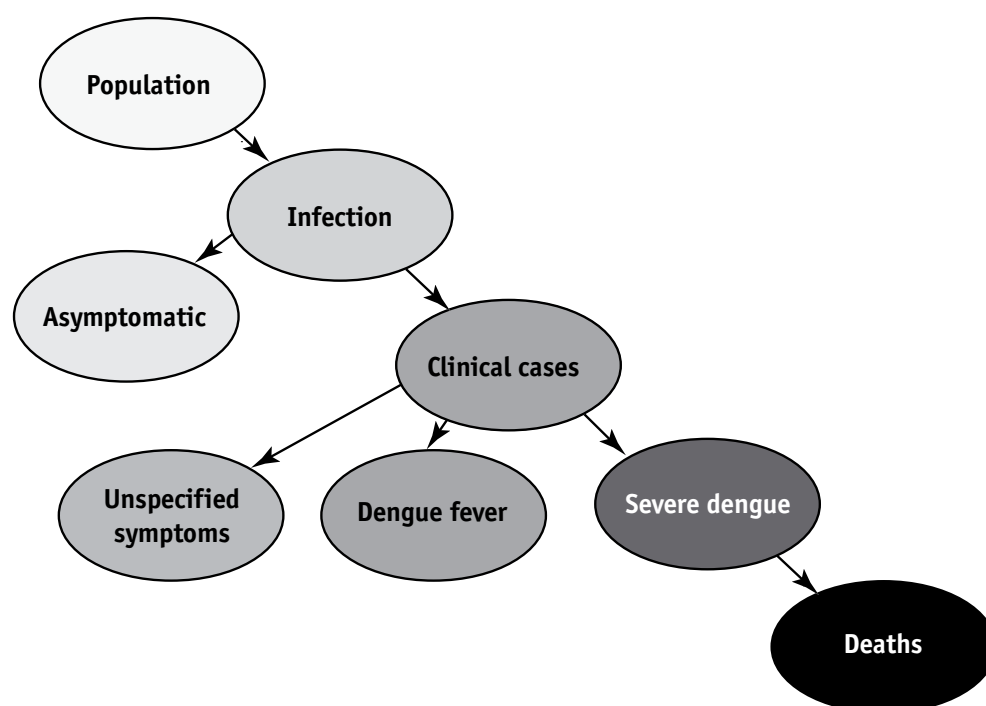 Population
Infection
Asymptomatic
Clinical cases
Unspecified
symptoms
Dengue fever
Severe dengue
Deaths